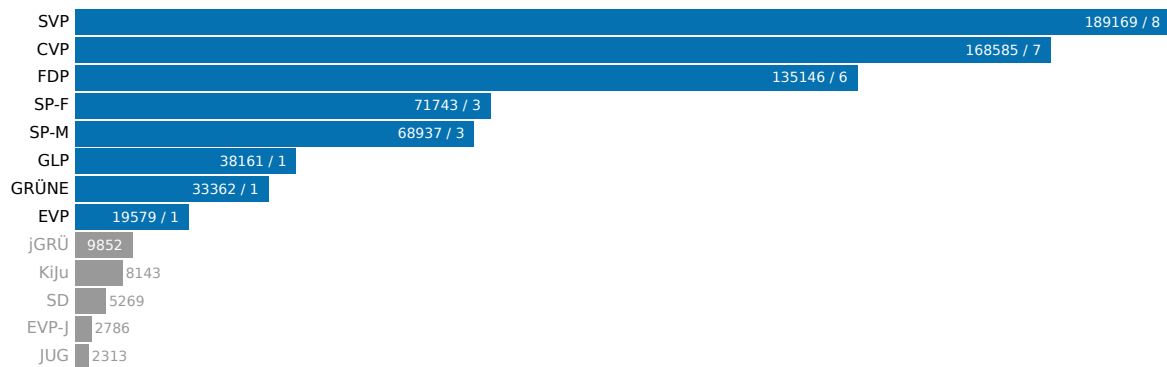 SVP 189169 / 8
CVP 168585 / 7
FDP 135146 / 6
SP-F 71743 / 3
SP-M 68937 / 3
GLP 38161 / 1
GRÜNE 33362 / 1
EVP 19579 / 1
jGRÜ 9852
KiJu 8143
SD 5269
EVP-J 2786
JUG 2313